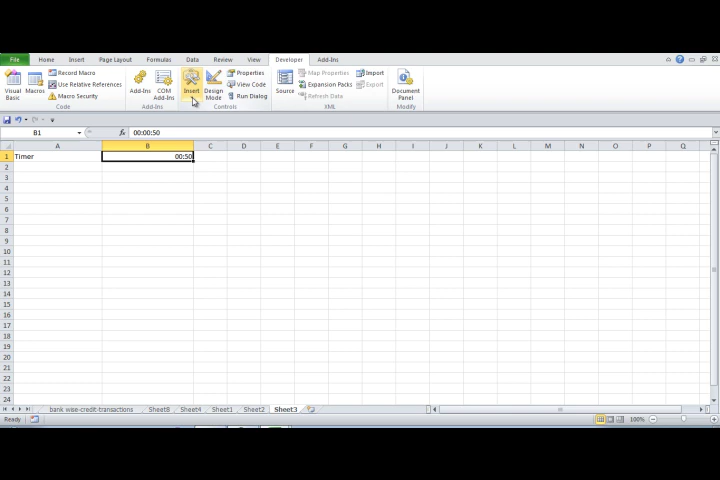 File Home Insert Page Layout Formulas Data Review View Developer Add-Ins
Visual Basic
Macros
Record Macro
Use Relative References
Macro Security
Code
Add-Ins
COM Add-Ins
Add-Ins
Insert
Design Mode
Properties
View Code
Run Dialog
Controls
Source
Map Properties
Expansion Packs
Refresh Data
Import
Export
XML
Document Panel
Modify
B1 fx 00:00:50
A B C D E F G H I J K L M N O P Q
1 Timer 00:50
2
3
4
5
6
7
8
9
10
11
12
13
14
15
16
17
18
19
20
21
22
23
24
bank wise-credit-transactions Sheet8 Sheet4 Sheet1 Sheet2 Sheet3
Ready 100%